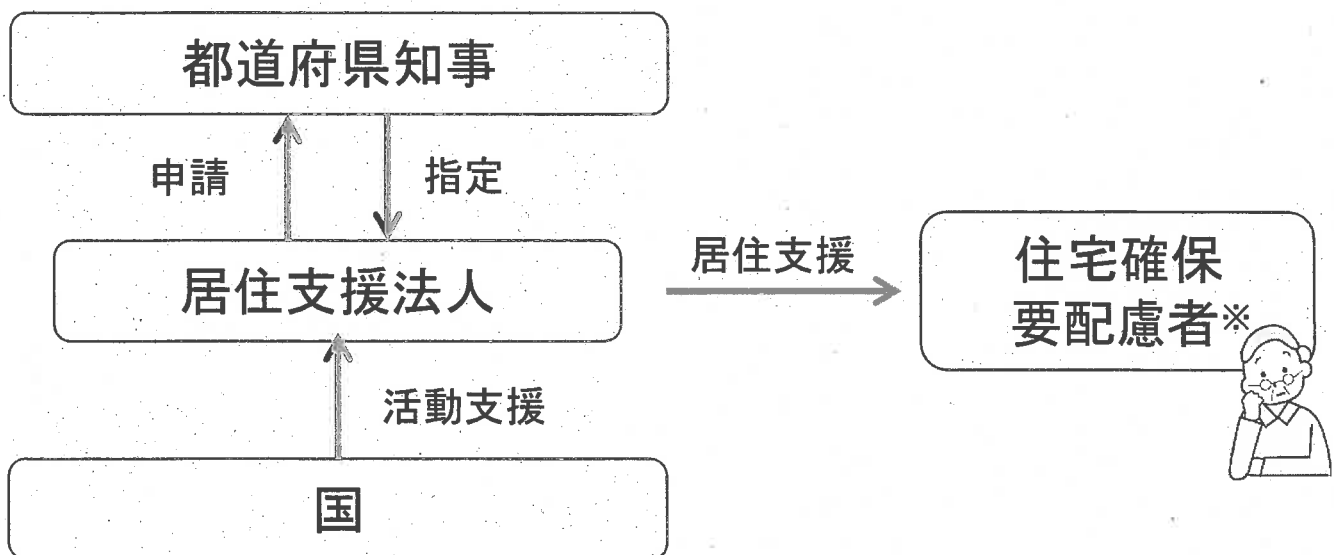 都道府県知事
申請
指定
居住支援法人
居住支援
住宅確保
要配慮者※
活動支援
国